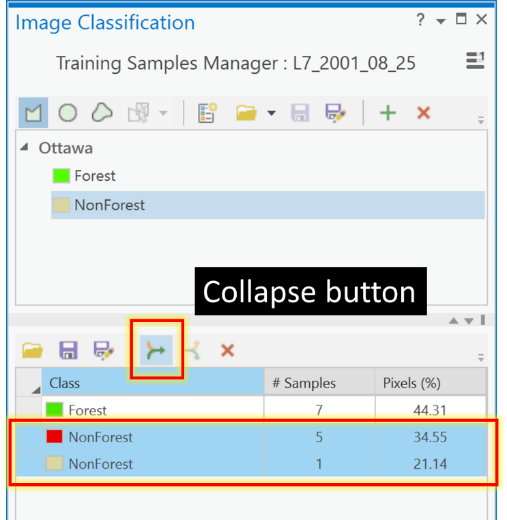 Image Classification
?
Training Samples Manager : L7_2001_08_25
1
Ottawa
Forest
NonForest
Collapse button
Class # Samples Pixels (%)
Forest 7 44.31
NonForest 5 34.55
NonForest 1 21.14